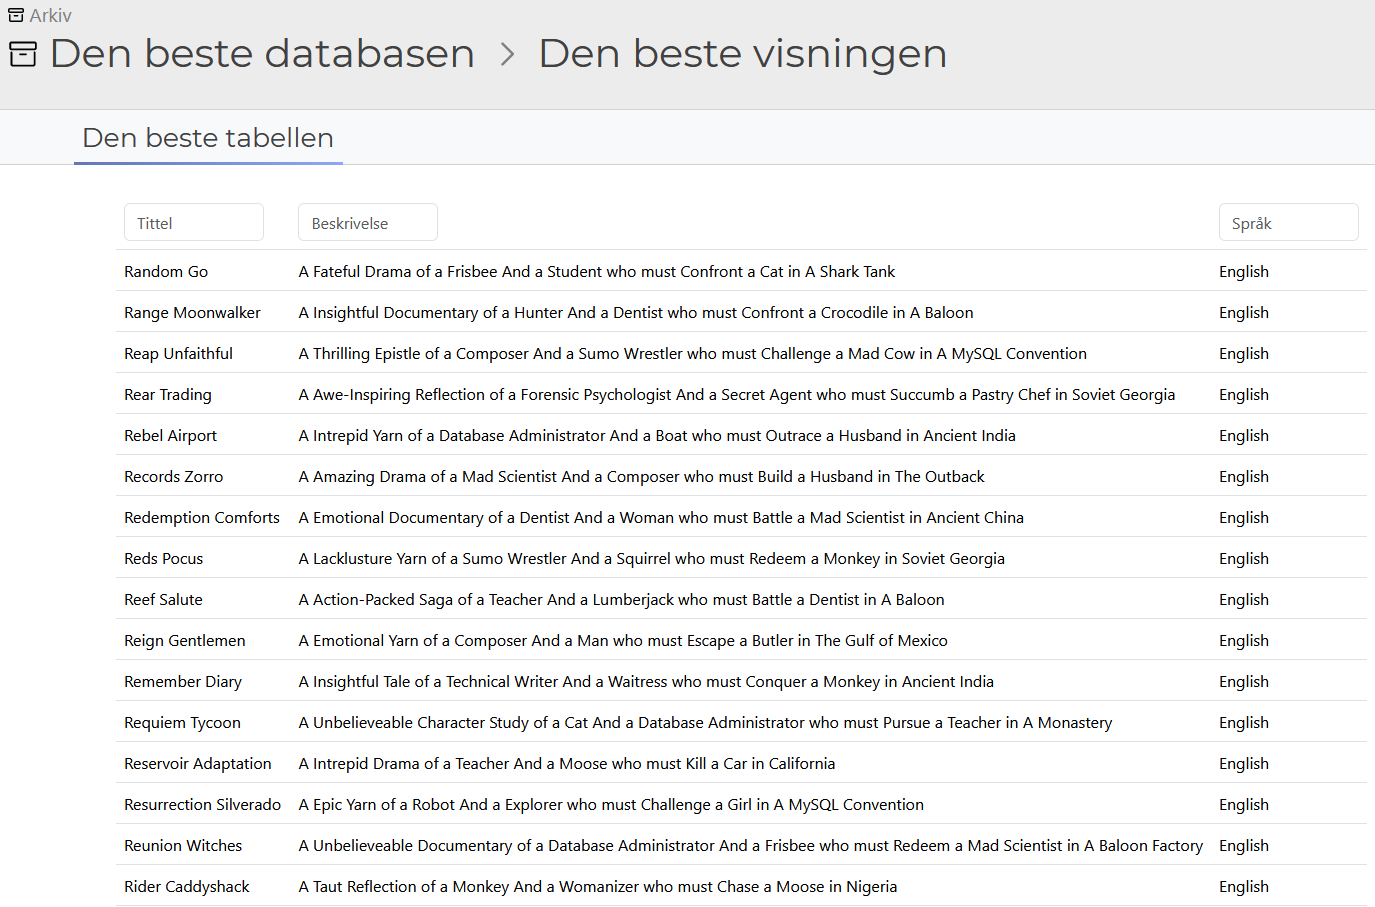 Arkiv
Den beste databasen > Den beste visningen
Den beste tabellen
Tittel Beskrivelse Språk
Random Go A Fateful Drama of a Frisbee And a Student who must Confront a Cat in A Shark Tank English
Range Moonwalker A Insightful Documentary of a Hunter And a Dentist who must Confront a Crocodile in A Baloon English
Reap Unfaithful A Thrilling Epistle of a Composer And a Sumo Wrestler who must Challenge a Mad Cow in A MySQL Convention English
Rear Trading A Awe-Inspiring Reflection of a Forensic Psychologist And a Secret Agent who must Succumb a Pastry Chef in Soviet Georgia English
Rebel Airport A Intrepid Yarn of a Database Administrator And a Boat who must Outrace a Husband in Ancient India English
Records Zorro A Amazing Drama of a Mad Scientist And a Composer who must Build a Husband in The Outback English
Redemption Comforts A Emotional Documentary of a Dentist And a Woman who must Battle a Mad Scientist in Ancient China English
Reds Pocus A Lacklusture Yarn of a Sumo Wrestler And a Squirrel who must Redeem a Monkey in Soviet Georgia English
Reef Salute A Action-Packed Saga of a Teacher And a Lumberjack who must Battle a Dentist in A Baloon English
Reign Gentlemen A Emotional Yarn of a Composer And a Man who must Escape a Butler in The Gulf of Mexico English
Remember Diary A Insightful Tale of a Technical Writer And a Waitress who must Conquer a Monkey in Ancient India English
Requiem Tycoon A Unbelieveable Character Study of a Cat And a Database Administrator who must Pursue a Teacher in A Monastery English
Reservoir Adaptation A Intrepid Drama of a Teacher And a Moose who must Kill a Car in California English
Resurrection Silverado A Epic Yarn of a Robot And a Explorer who must Challenge a Girl in A MySQL Convention English
Reunion Witches A Unbelieveable Documentary of a Database Administrator And a Frisbee who must Redeem a Mad Scientist in A Baloon Factory English
Rider Caddyshack A Taut Reflection of a Monkey And a Womanizer who must Chase a Moose in Nigeria English